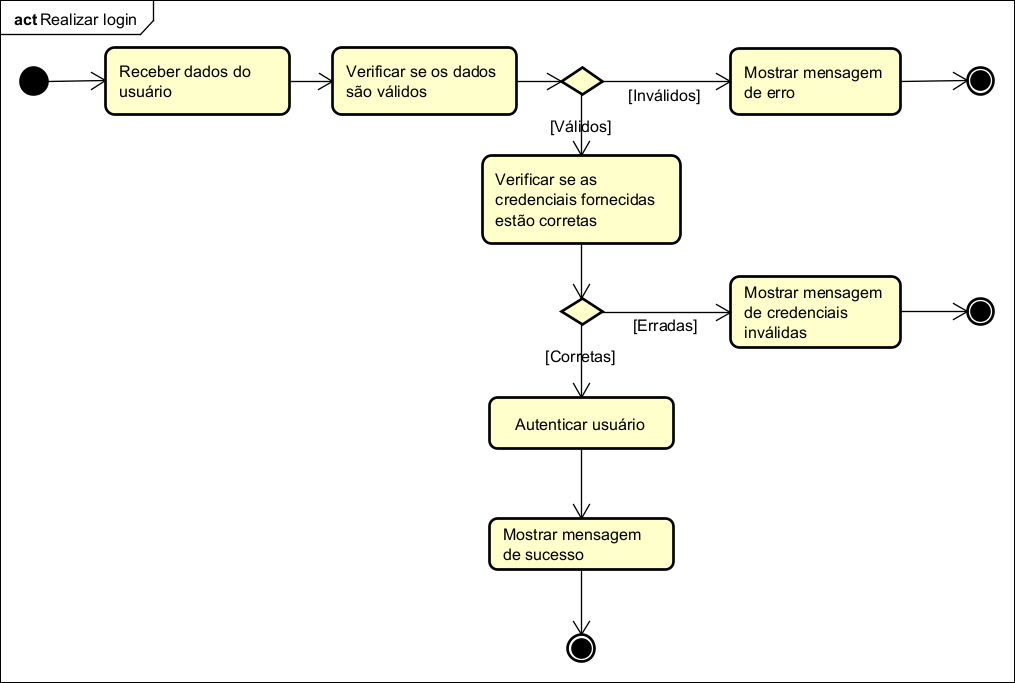 act Realizar login
Receber dados do
usuário
Verificar se os dados
são válidos
[Inválidos]
Mostrar mensagem
de erro
[Válidos]
Verificar se as
credenciais fornecidas
estão corretas
[Erradas]
Mostrar mensagem
de credenciais
inválidas
[Corretas]
Autenticar usuário
Mostrar mensagem
de sucesso